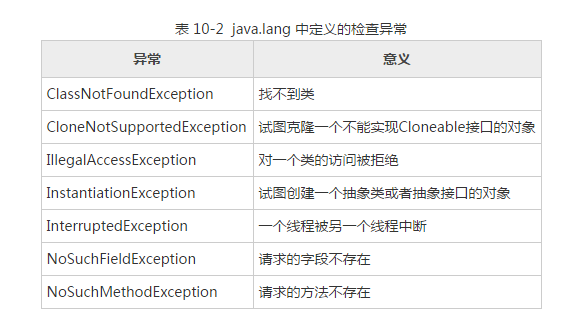 表 10-2 java.lang 中定义的检查异常
异常 意义
ClassNotFoundException 找不到类
CloneNotSupportedException 试图克隆一个不能实现Cloneable接口的对象
IllegalAccessException 对一个类的访问被拒绝
InstantiationException 试图创建一个抽象类或者抽象接口的对象
InterruptedException 一个线程被另一个线程中断
NoSuchFieldException 请求的字段不存在
NoSuchMethodException 请求的方法不存在